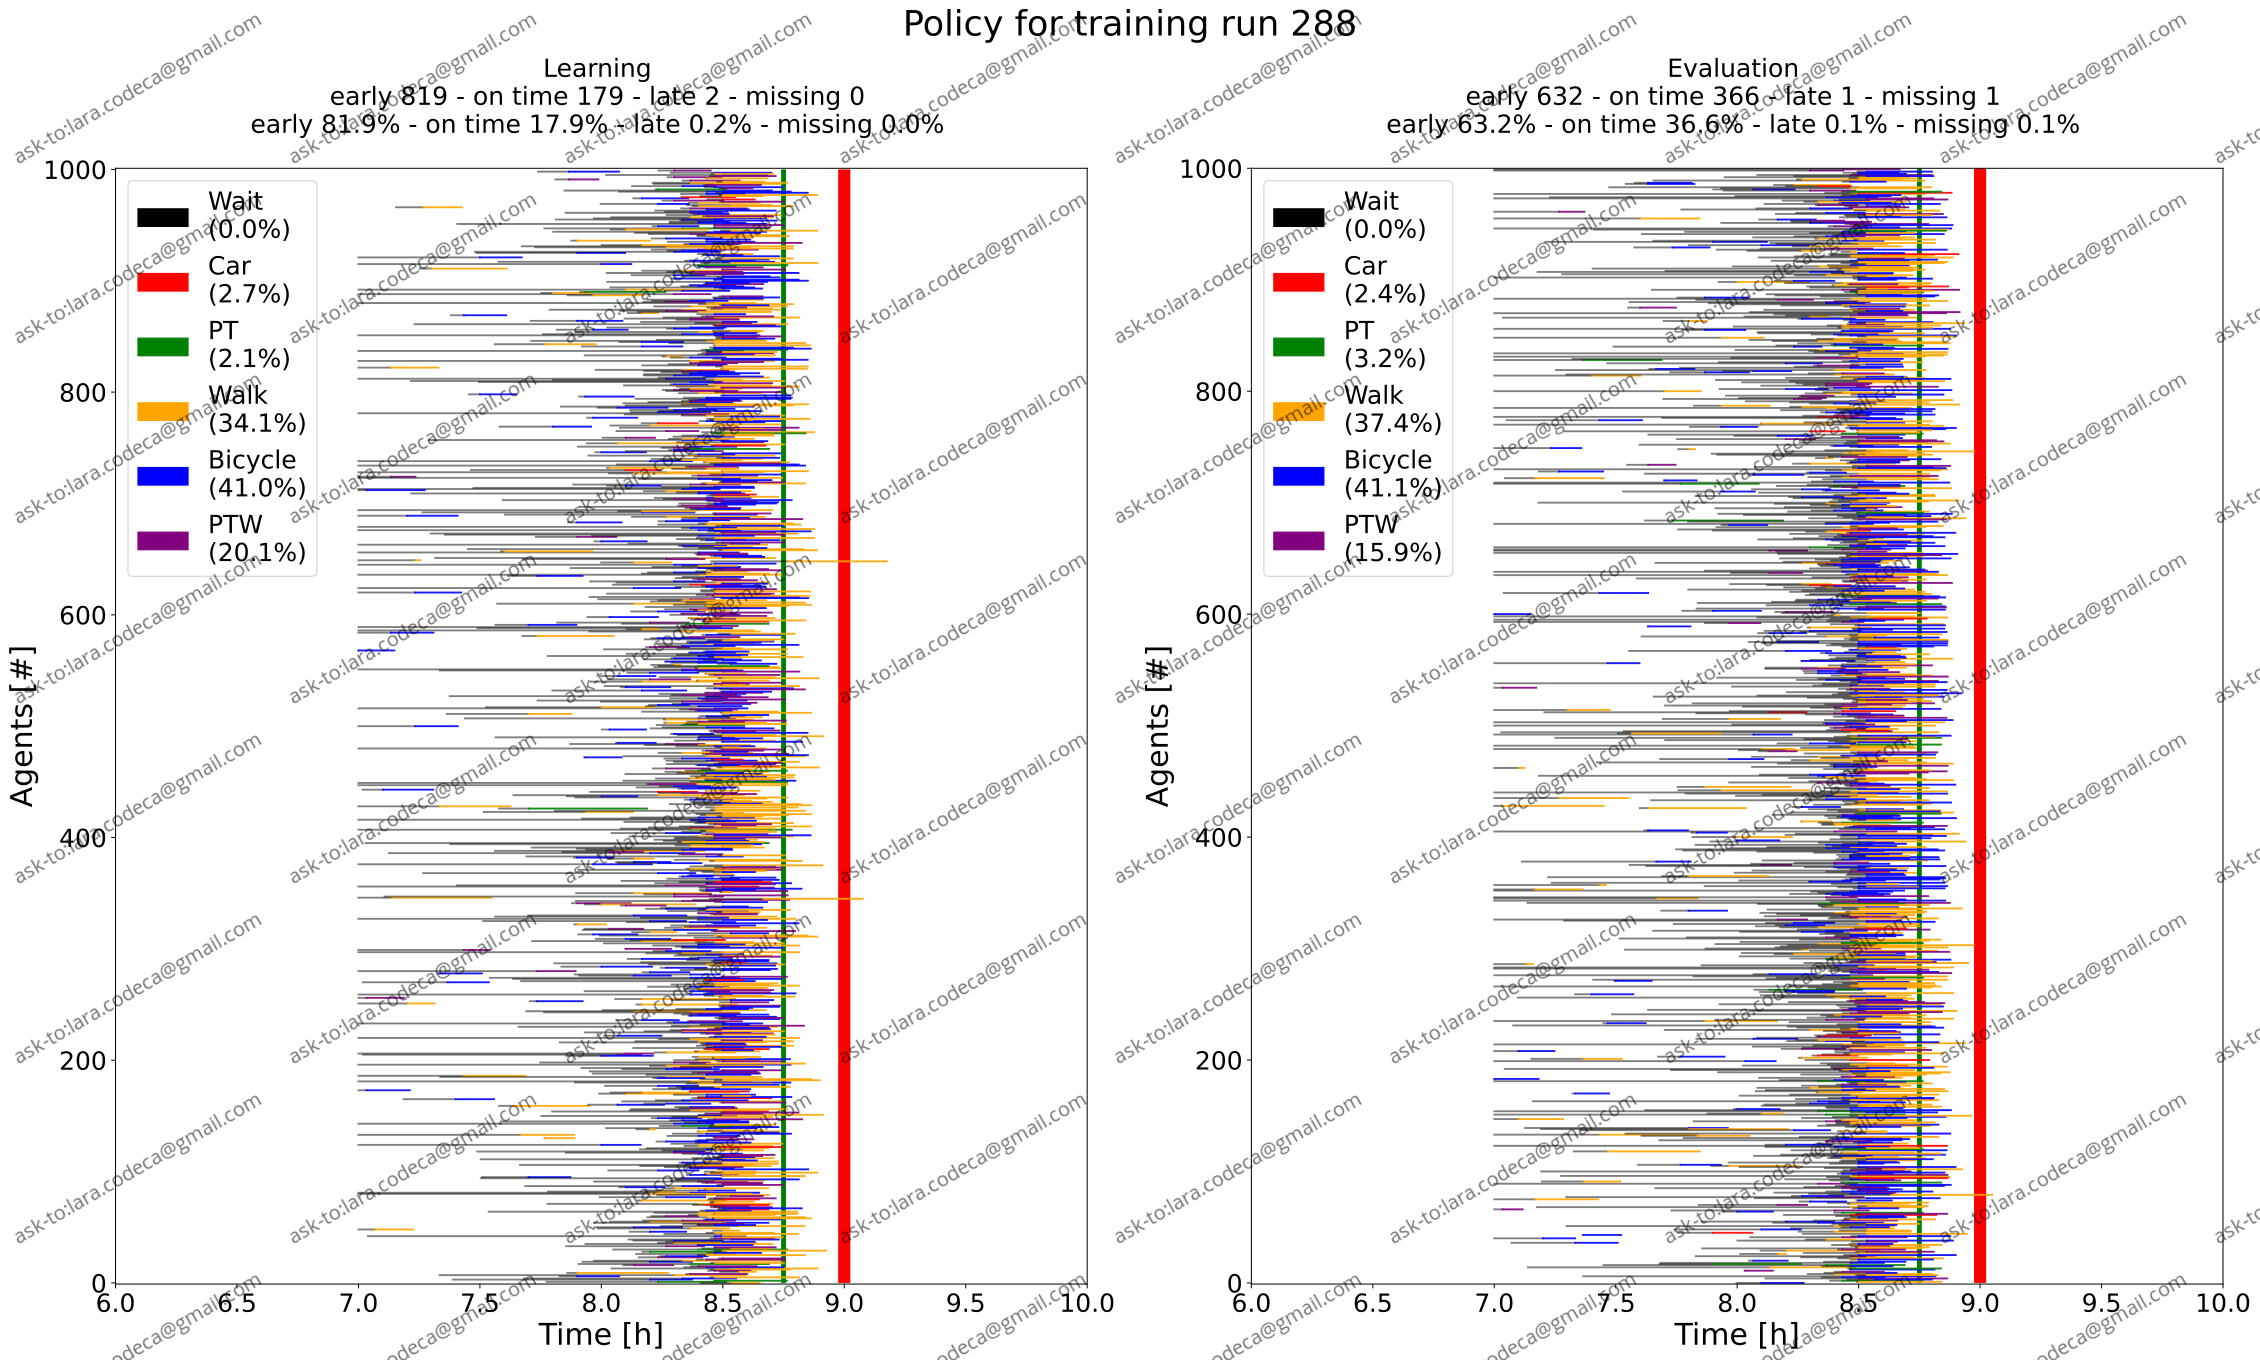 Policy for training run 288
Learning
early 819 - on time 179 - late 2 - missing 0
early 81.9% - on time 17.9% - late 0.2% - missing 0.0%
1000
800
600
400
200
0
Agents [#]
Wait
(0.0%)
Car
(2.7%)
PT
(2.1%)
Walk
(34.1%)
Bicycle
(41.0%)
PTW
(20.1%)
6.0 6.5 7.0 7.5 8.0 8.5 9.0 9.5 10.0
Time [h]
Evaluation
early 632 - on time 366 - late 1 - missing 1
early 63.2% - on time 36.6% - late 0.1% - missing 0.1%
1000
800
600
400
200
0
Agents [#]
Wait
(0.0%)
Car
(2.4%)
PT
(3.2%)
Walk
(37.4%)
Bicycle
(41.1%)
PTW
(15.9%)
6.0 6.5 7.0 7.5 8.0 8.5 9.0 9.5 10.0
Time [h]
ask-to:lara.codeca@gmail.com